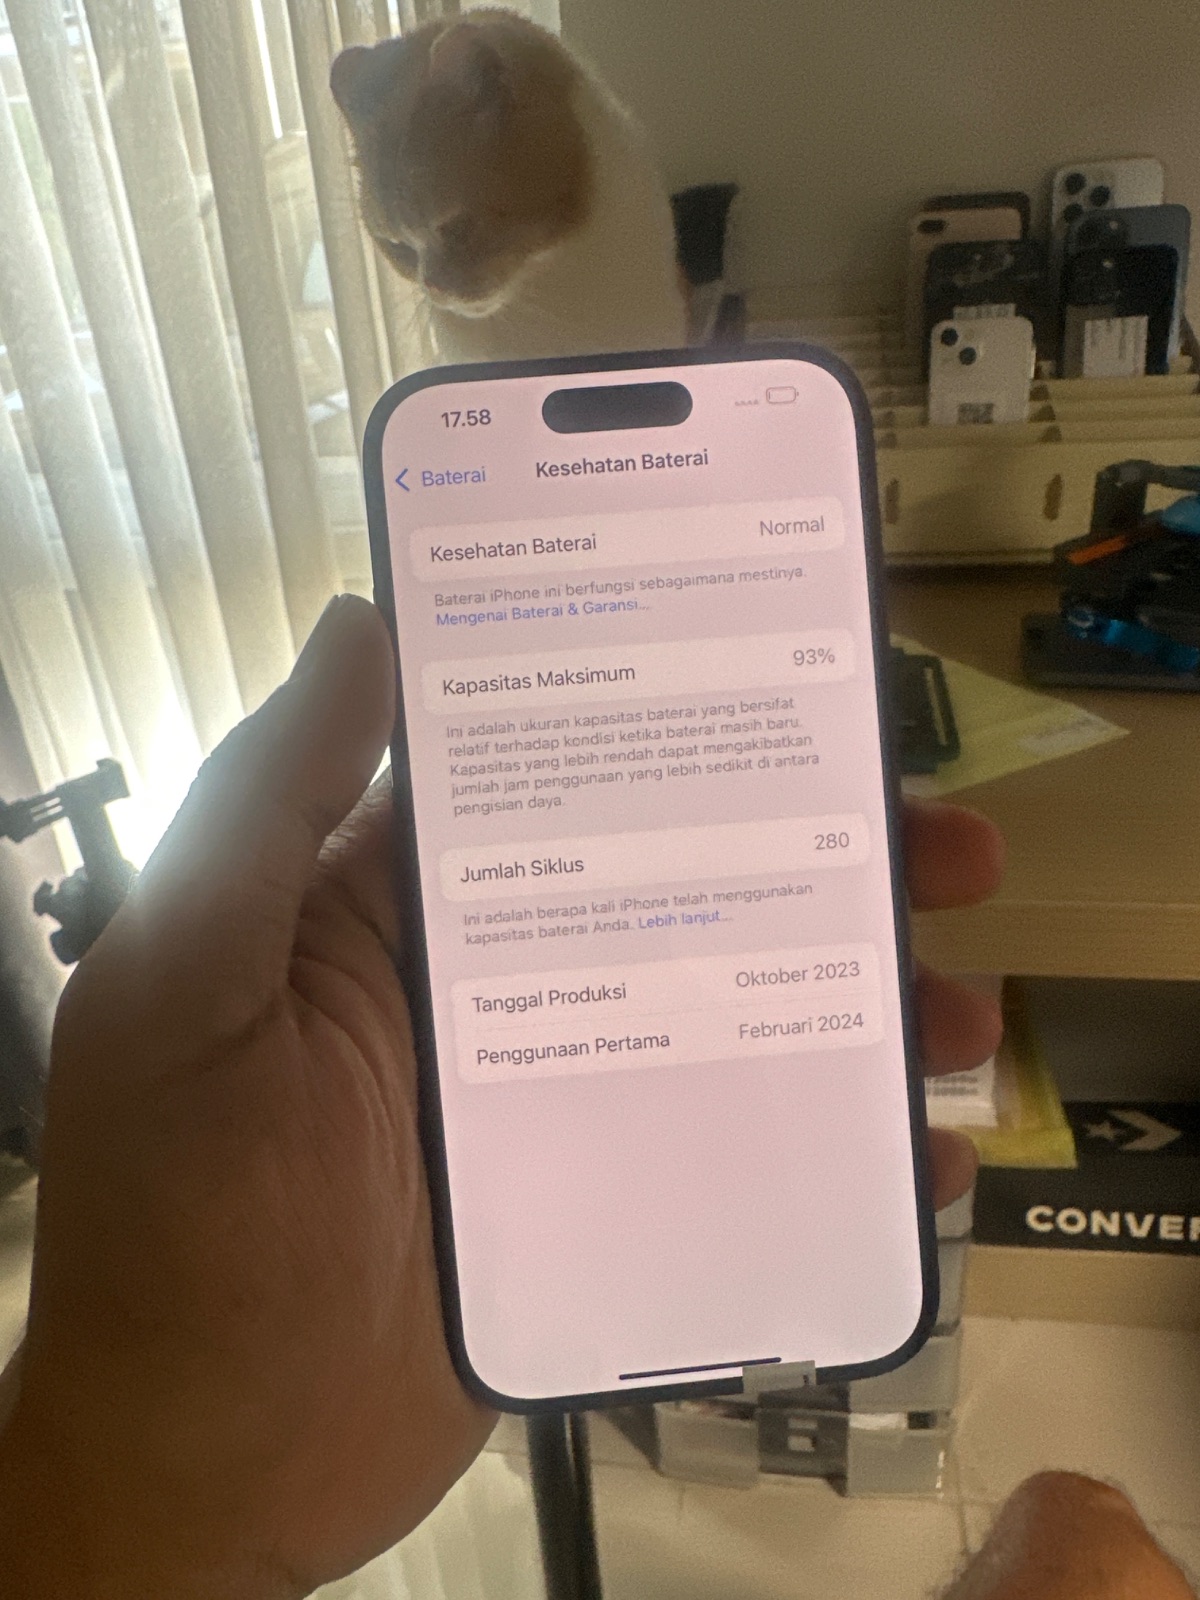 17.58
Baterai
Kesehatan Baterai
Kesehatan Baterai
Normal
Baterai iPhone ini berfungsi sebagaimana mestinya.
Mengenai Baterai & Garansi...
Kapasitas Maksimum
93%
Ini adalah ukuran kapasitas baterai yang bersifat
relatif terhadap kondisi ketika baterai masih baru.
Kapasitas yang lebih rendah dapat mengakibatkan
jumlah jam penggunaan yang lebih sedikit di antara
pengisian daya.
Jumlah Siklus
280
Ini adalah berapa kali iPhone telah menggunakan
kapasitas baterai Anda. Lebih lanjut...
Tanggal Produksi
Oktober 2023
Penggunaan Pertama
Februari 2024
CONVER